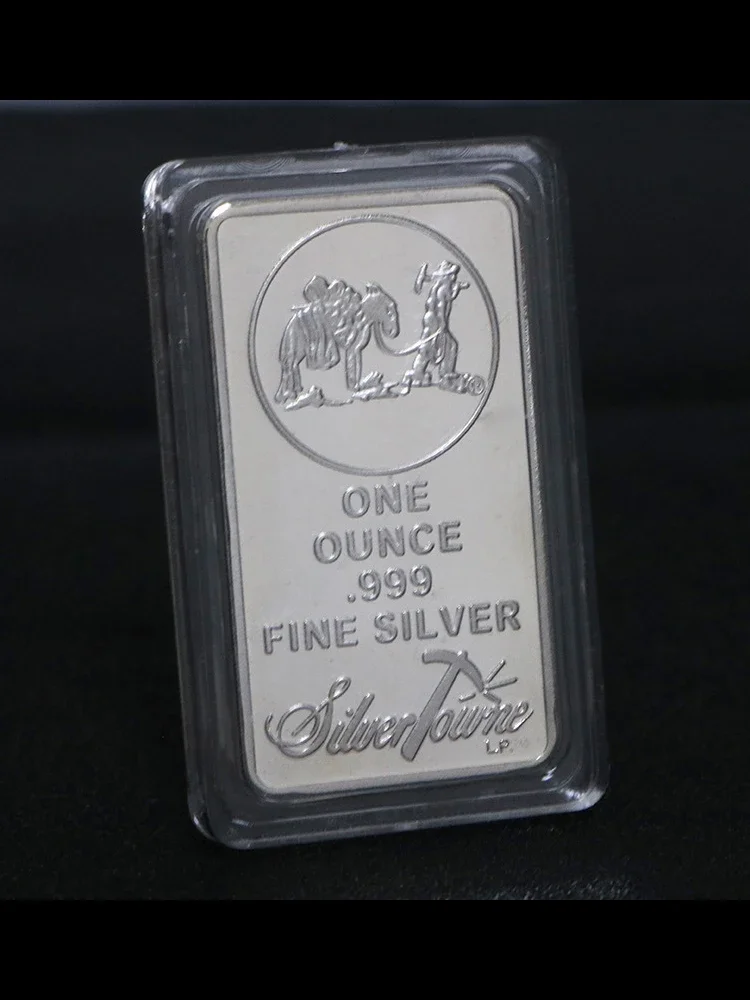 ONE
OUNCE
.999
FINE SILVER
SilverTowne
L.P.